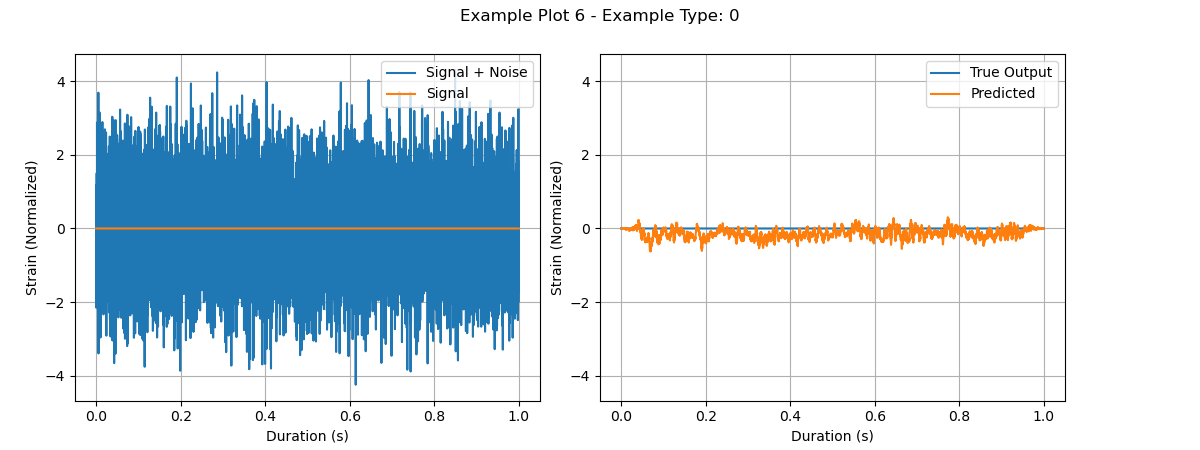 Example Plot 6 - Example Type: 0
Signal + Noise
Signal
Strain (Normalized)
4
2
0
−2
−4
0.0 0.2 0.4 0.6 0.8 1.0
Duration (s)
True Output
Predicted
Strain (Normalized)
4
2
0
−2
−4
0.0 0.2 0.4 0.6 0.8 1.0
Duration (s)